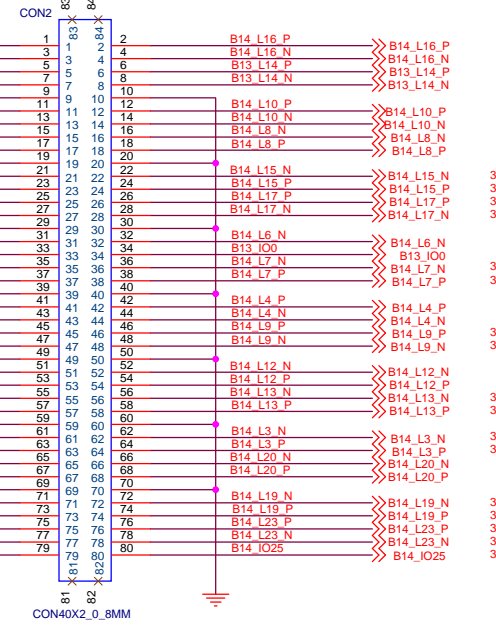 CON2
83 84
1 1 2 2 B14_L16_P B14_L16_P
3 3 4 4 B14_L16_N B14_L16_N
5 5 6 6 B13_L14_P B13_L14_P
7 7 8 8 B13_L14_N B13_L14_N
9 9 10 10
11 11 12 12 B14_L10_P B14_L10_P
13 13 14 14 B14_L10_N B14_L10_N
15 15 16 16 B14_L8_N B14_L8_N
17 17 18 18 B14_L8_P B14_L8_P
19 19 20 20
21 21 22 22 B14_L15_N B14_L15_N
23 23 24 24 B14_L15_P B14_L15_P
25 25 26 26 B14_L17_P B14_L17_P
27 27 28 28 B14_L17_N B14_L17_N
29 29 30 30
31 31 32 32 B14_L6_N B14_L6_N
33 33 34 34 B13_IO0 B13_IO0
35 35 36 36 B14_L7_N B14_L7_N
37 37 38 38 B14_L7_P B14_L7_P
39 39 40 40
41 41 42 42 B14_L4_P B14_L4_P
43 43 44 44 B14_L4_N B14_L4_N
45 45 46 46 B14_L9_P B14_L9_P
47 47 48 48 B14_L9_N B14_L9_N
49 49 50 50
51 51 52 52 B14_L12_N B14_L12_N
53 53 54 54 B14_L12_P B14_L12_P
55 55 56 56 B14_L13_N B14_L13_N
57 57 58 58 B14_L13_P B14_L13_P
59 59 60 60
61 61 62 62 B14_L3_N B14_L3_N
63 63 64 64 B14_L3_P B14_L3_P
65 65 66 66 B14_L20_N B14_L20_N
67 67 68 68 B14_L20_P B14_L20_P
69 69 70 70
71 71 72 72 B14_L19_N B14_L19_N
73 73 74 74 B14_L19_P B14_L19_P
75 75 76 76 B14_L23_P B14_L23_P
77 77 78 78 B14_L23_N B14_L23_N
79 79 80 80 B14_IO25 B14_IO25
81 82
81 82
CON40X2_0_8MM